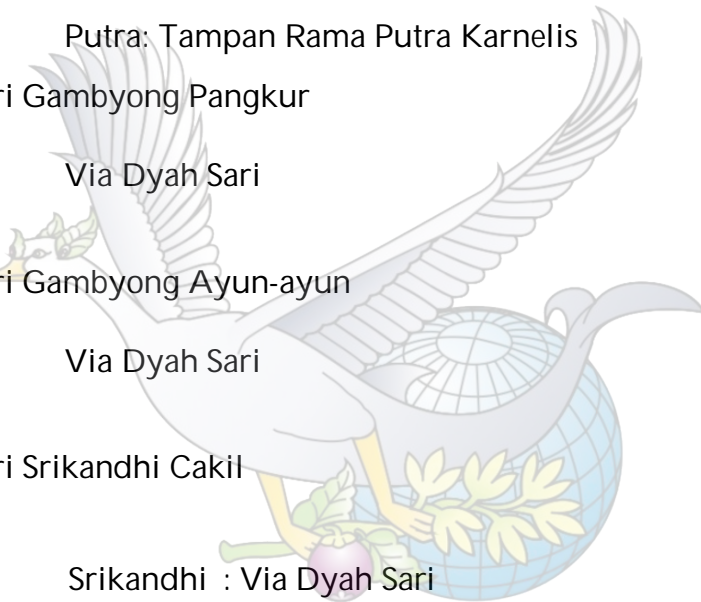 Putra: Tampan Rama Putra Karnelis
ri Gambyong Pangkur
Via Dyah Sari
ri Gambyong Ayun-ayun
Via Dyah Sari
ri Srikandhi Cakil
Srikandhi : Via Dyah Sari